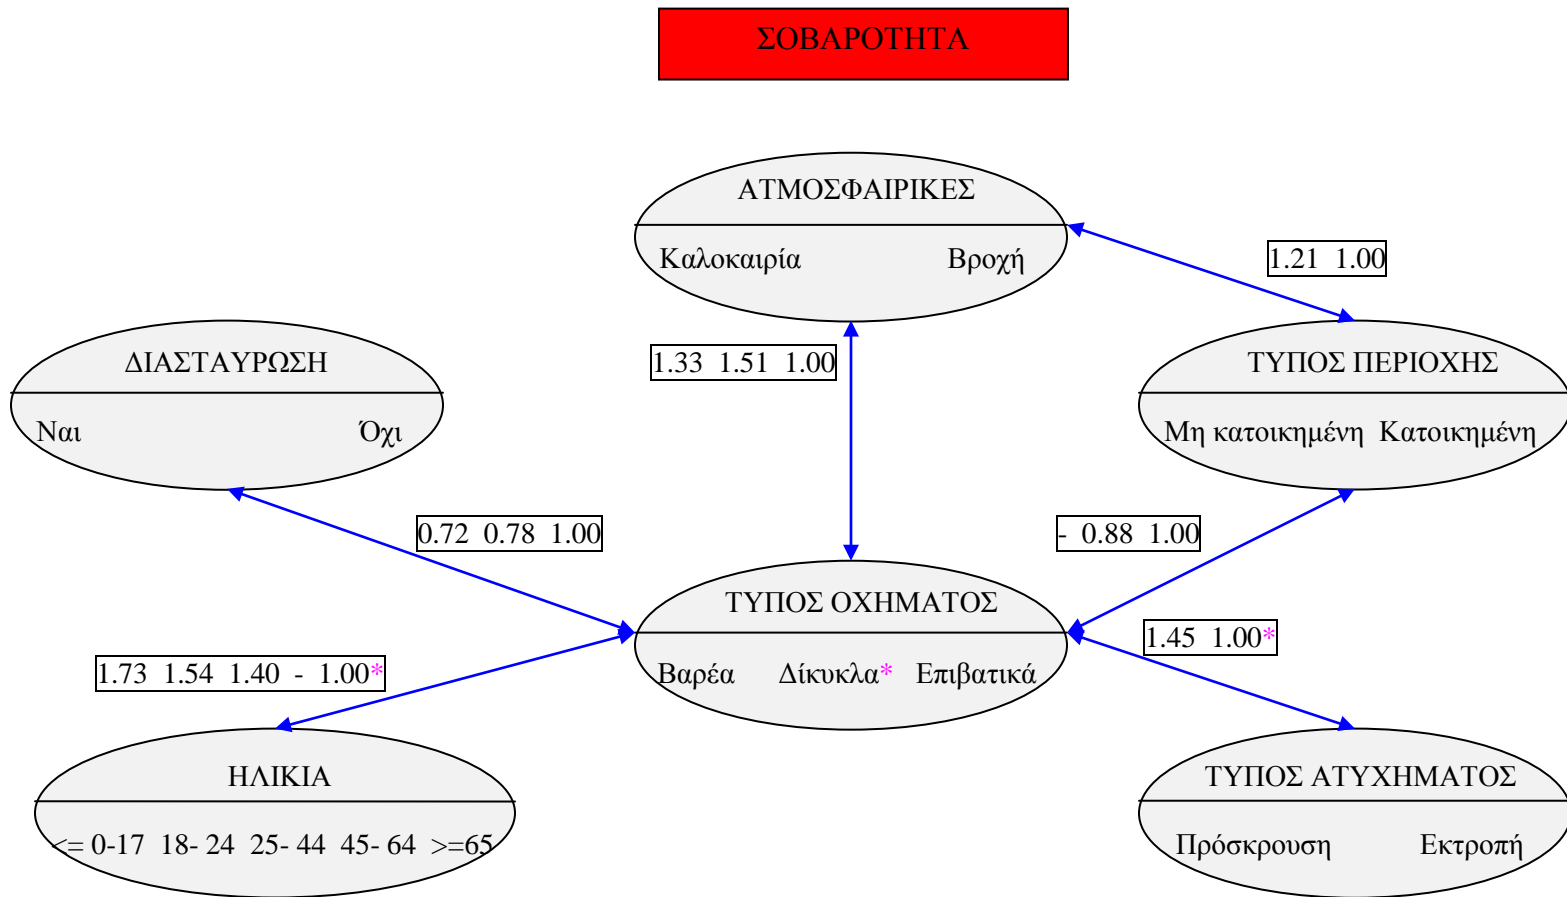 ΣΟΒΑΡΟΤΗΤΑ
ΑΤΜΟΣΦΑΙΡΙΚΕΣ
Καλοκαιρία Βροχή
1.21 1.00
1.33 1.51 1.00
ΔΙΑΣΤΑΥΡΩΣΗ
Ναι Όχι
ΤΥΠΟΣ ΠΕΡΙΟΧΗΣ
Μη κατοικημένη Κατοικημένη
0.72 0.78 1.00
- 0.88 1.00
ΤΥΠΟΣ ΟΧΗΜΑΤΟΣ
Βαρέα Δίκυκλα* Επιβατικά
1.45 1.00*
1.73 1.54 1.40 - 1.00*
ΗΛΙΚΙΑ
<= 0-17 18- 24 25- 44 45- 64 >=65
ΤΥΠΟΣ ΑΤΥΧΗΜΑΤΟΣ
Πρόσκρουση Εκτροπή